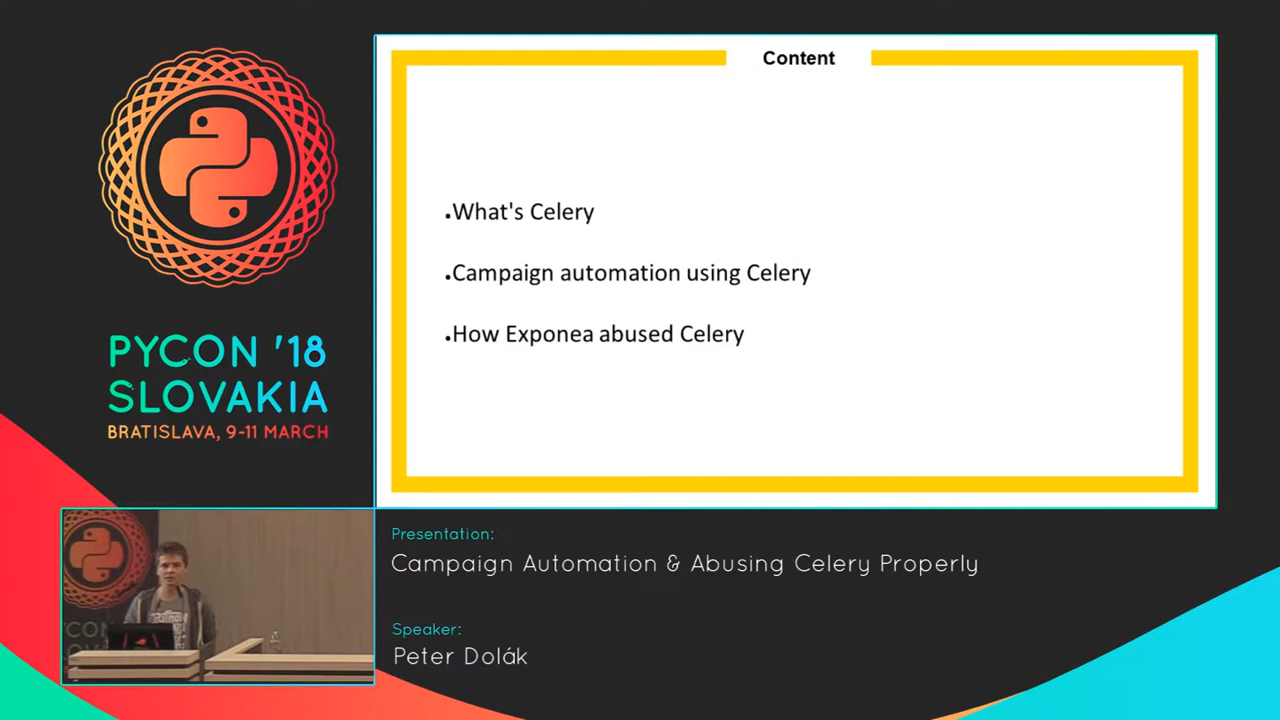 Content
.What's Celery
.Campaign automation using Celery
.How Exponea abused Celery
PYCON '18
SLOVAKIA
BRATISLAVA, 9-11 MARCH
Presentation:
Campaign Automation & Abusing Celery Properly
Speaker:
Peter Dolák